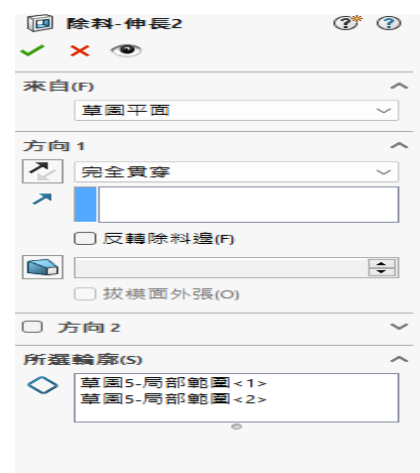 除料-伸長2
來自(F)
草圖平面
方向 1
完全貫穿
反轉除料邊(F)
拔模面外張(O)
方向 2
所選輪廓(S)
草圖5-局部範圍<1>
草圖5-局部範圍<2>